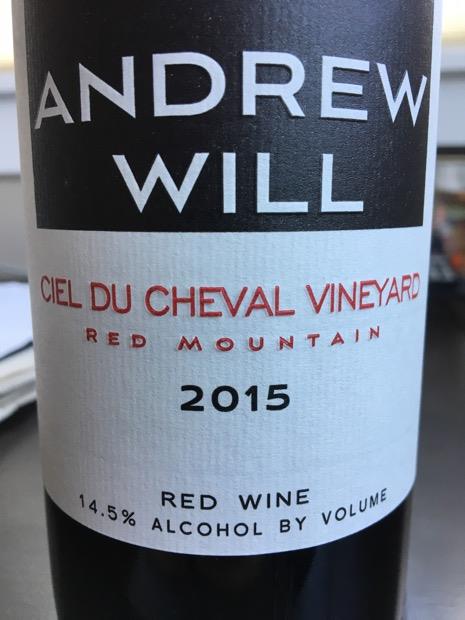 ANDREW
WILL
CIEL DU CHEVAL VINEYARD
RED MOUNTAIN
2015
RED WINE
14.5% ALCOHOL BY VOLUME